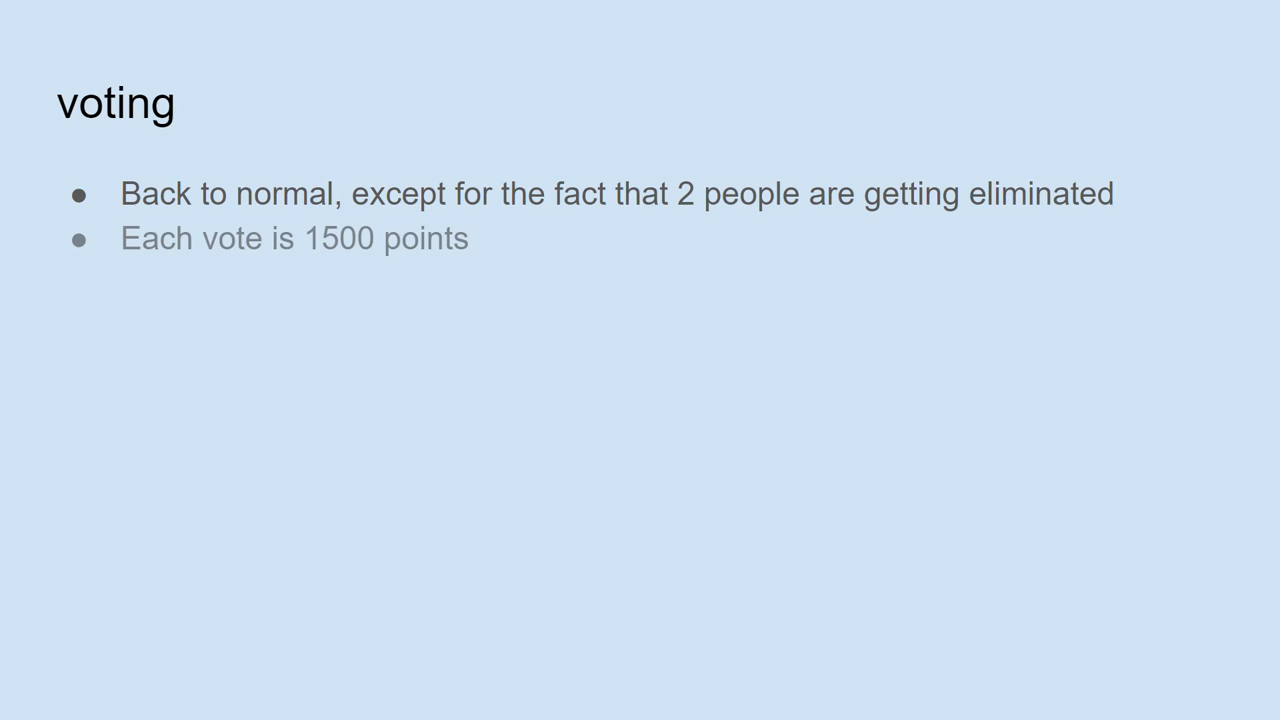 voting
● Back to normal, except for the fact that 2 people are getting eliminated
● Each vote is 1500 points